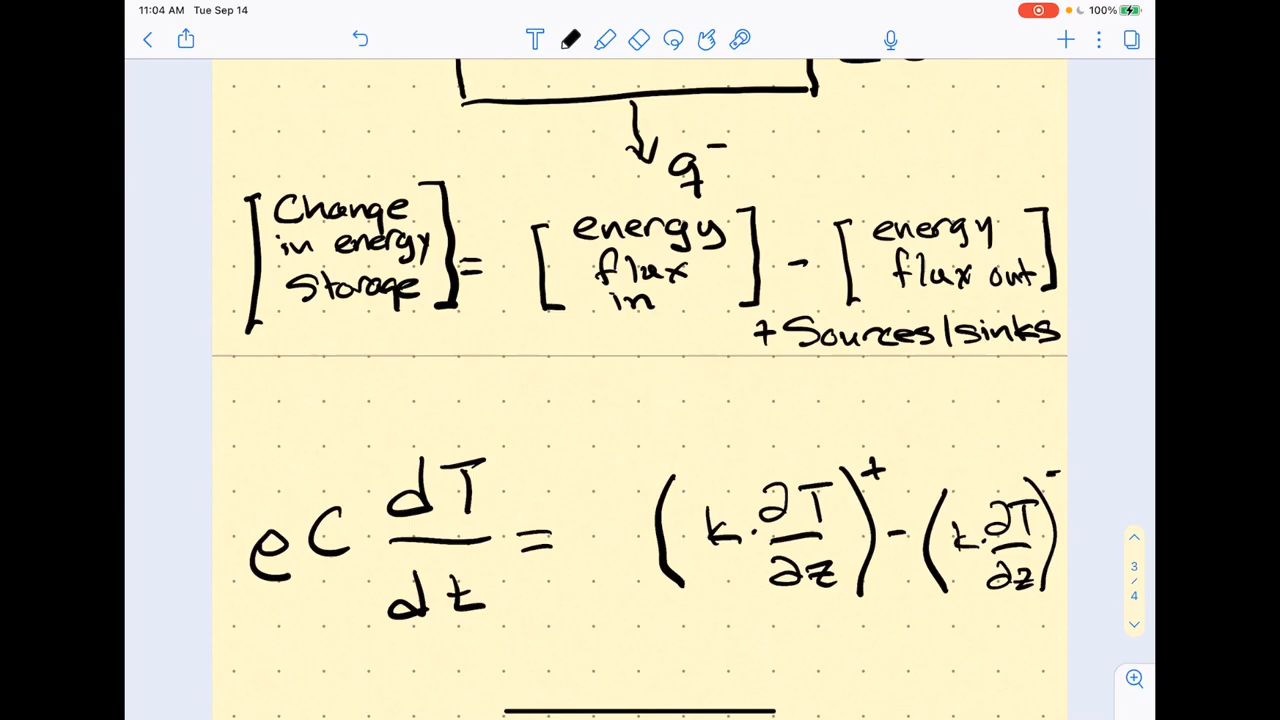 11:04 AM Tue Sep 14
100%
q⁻
[Change in energy storage] = [energy flux in] - [energy flux out]
+ Sources/sinks
ρC dT/dt = (k · ∂T/∂z)⁺ - (k · ∂T/∂z)⁻
3
/
4